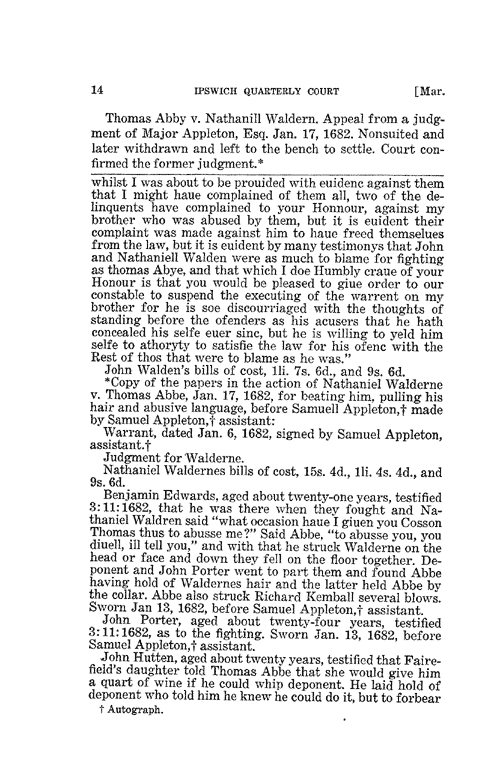 14 IPSWICH QUARTERLY COURT [Mar.
Thomas Abby v. Nathanill Waldern. Appeal from a judg-
ment of Major Appleton, Esq. Jan. 17, 1682. Nonsuited and
later withdrawn and left to the bench to settle. Court con-
firmed the former judgment.*
whilst I was about to be prouided with euidenc against them
that I might haue complained of them all, two of the de-
linquents have complained to your Honnour, against my
brother who was abused by them, but it is euident their
complaint was made against him to haue freed themselues
from the law, but it is euident by many testimonys that John
and Nathaniell Walden were as much to blame for fighting
as thomas Abye, and that which I doe Humbly craue of your
Honour is that you would be pleased to giue order to our
constable to suspend the executing of the warrent on my
brother for he is soe discourriaged with the thoughts of
standing before the ofenders as his acusers that he hath
concealed his selfe euer sinc, but he is willing to yeld him
selfe to athoryty to satisfie the law for his ofenc with the
Rest of thos that were to blame as he was."
John Walden's bills of cost, 1li. 7s. 6d., and 9s. 6d.
*Copy of the papers in the action of Nathaniel Walderne
v. Thomas Abbe, Jan. 17, 1682, for beating him, pulling his
hair and abusive language, before Samuell Appleton,† made
by Samuel Appleton,† assistant:
Warrant, dated Jan. 6, 1682, signed by Samuel Appleton,
assistant.†
Judgment for Walderne.
Nathaniel Waldernes bills of cost, 15s. 4d., 1li. 4s. 4d., and
9s. 6d.
Benjamin Edwards, aged about twenty-one years, testified
3:11:1682, that he was there when they fought and Na-
thaniel Waldren said "what occasion haue I giuen you Cosson
Thomas thus to abusse me?" Said Abbe, "to abusse you, you
diuell, ill tell you," and with that he struck Walderne on the
head or face and down they fell on the floor together. De-
ponent and John Porter went to part them and found Abbe
having hold of Waldernes hair and the latter held Abbe by
the collar. Abbe also struck Richard Kemball several blows.
Sworn Jan 13, 1682, before Samuel Appleton,† assistant.
John Porter, aged about twenty-four years, testified
3:11:1682, as to the fighting. Sworn Jan. 13, 1682, before
Samuel Appleton,† assistant.
John Hutten, aged about twenty years, testified that Faire-
field's daughter told Thomas Abbe that she would give him
a quart of wine if he could whip deponent. He laid hold of
deponent who told him he knew he could do it, but to forbear
† Autograph.